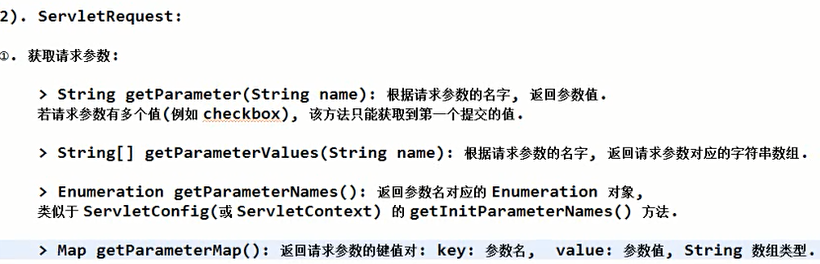 2). ServletRequest:
①. 获取请求参数:
> String getParameter(String name): 根据请求参数的名字, 返回参数值.
若请求参数有多个值(例如 checkbox), 该方法只能获取到第一个提交的值.
> String[] getParameterValues(String name): 根据请求参数的名字, 返回请求参数对应的字符串数组.
> Enumeration getParameterNames(): 返回参数名对应的 Enumeration 对象,
类似于 ServletConfig(或 ServletContext) 的 getInitParameterNames() 方法.
> Map getParameterMap(): 返回请求参数的键值对: key: 参数名, value: 参数值, String 数组类型.